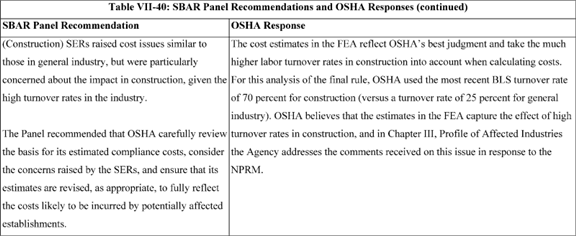 Table VII-40: SBAR Panel Recommendations and OSHA Responses (continued)
SBAR Panel Recommendation
(Construction) SERs raised cost issues similar to
those in general industry, but were particularly
concerned about the impact in construction, given the
high turnover rates in the industry.
The Panel recommended that OSHA carefully review
the basis for its estimated compliance costs, consider
the concerns raised by the SERs, and ensure that its
estimates are revised, as appropriate, to fully reflect
the costs likely to be incurred by potentially affected
establishments.
OSHA Response
The cost estimates in the FEA reflect OSHA's best judgment and take the much
higher labor turnover rates in construction into account when calculating costs.
For this analysis of the final rule, OSHA used the most recent BLS turnover rate
of 70 percent for construction (versus a turnover rate of 25 percent for general
industry). OSHA believes that the estimates in the FEA capture the effect of high
turnover rates in construction, and in Chapter III, Profile of Affected Industries
the Agency addresses the comments received on this issue in response to the
NPRM.